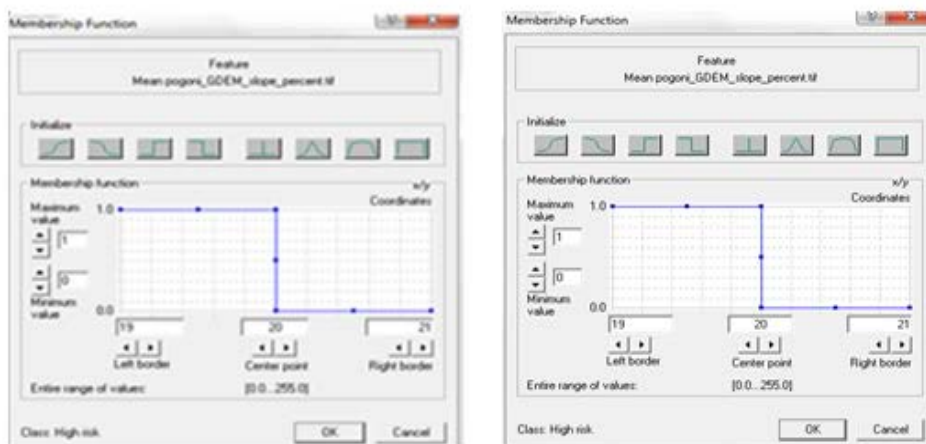 Membership Function
Feature
Mean pogoni_GDEM_slope_percent.tif
Initialize
Membership function
x/y
Coordinates
Maximum
value
1.0
1
0
Minimum
value
0.0
19
20
21
Left border
Center point
Right border
Entire range of values:
[0.0...255.0]
Class: High risk
OK
Cancel
Membership Function
Feature
Mean pogoni_GDEM_slope_percent.tif
Initialize
Membership function
x/y
Coordinates
Maximum
value
1.0
1
0
Minimum
value
0.0
19
20
21
Left border
Center point
Right border
Entire range of values:
[0.0...255.0]
Class: High risk
OK
Cancel